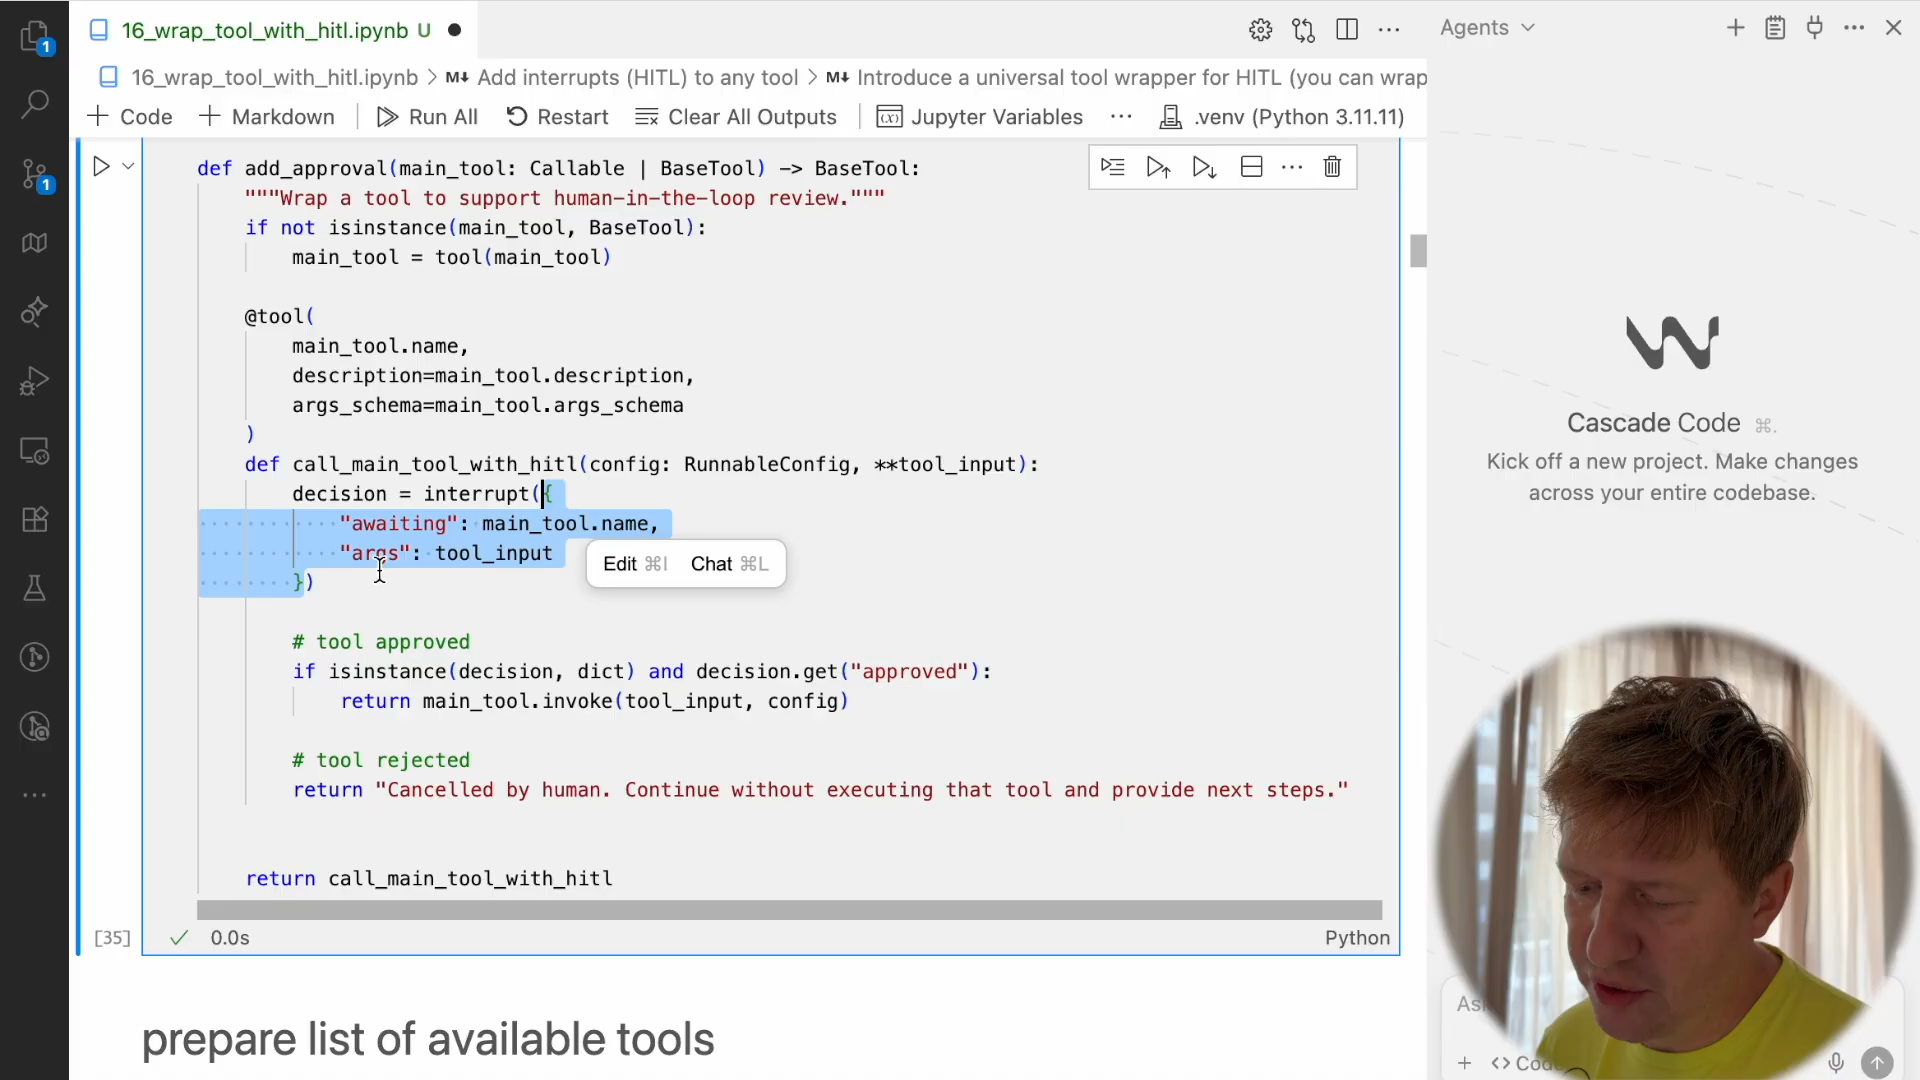 16_wrap_tool_with_hitl.ipynb U
Agents
16_wrap_tool_with_hitl.ipynb > M↓ Add interrupts (HITL) to any tool > M↓ Introduce a universal tool wrapper for HITL (you can wrap
1
+ Code + Markdown Run All Restart Clear All Outputs Jupyter Variables ··· .venv (Python 3.11.11)
1
def add_approval(main_tool: Callable | BaseTool) -> BaseTool:
"""Wrap a tool to support human-in-the-loop review."""
if not isinstance(main_tool, BaseTool):
main_tool = tool(main_tool)
@tool(
main_tool.name,
description=main_tool.description,
args_schema=main_tool.args_schema
)
def call_main_tool_with_hitl(config: RunnableConfig, **tool_input):
decision = interrupt({
"awaiting": main_tool.name,
"args": tool_input
})
Edit ⌘I Chat ⌘L
# tool approved
if isinstance(decision, dict) and decision.get("approved"):
return main_tool.invoke(tool_input, config)
# tool rejected
return "Cancelled by human. Continue without executing that tool and provide next steps."
return call_main_tool_with_hitl
[35] 0.0s Python
prepare list of available tools
Cascade Code ⌘.
Kick off a new project. Make changes
across your entire codebase.